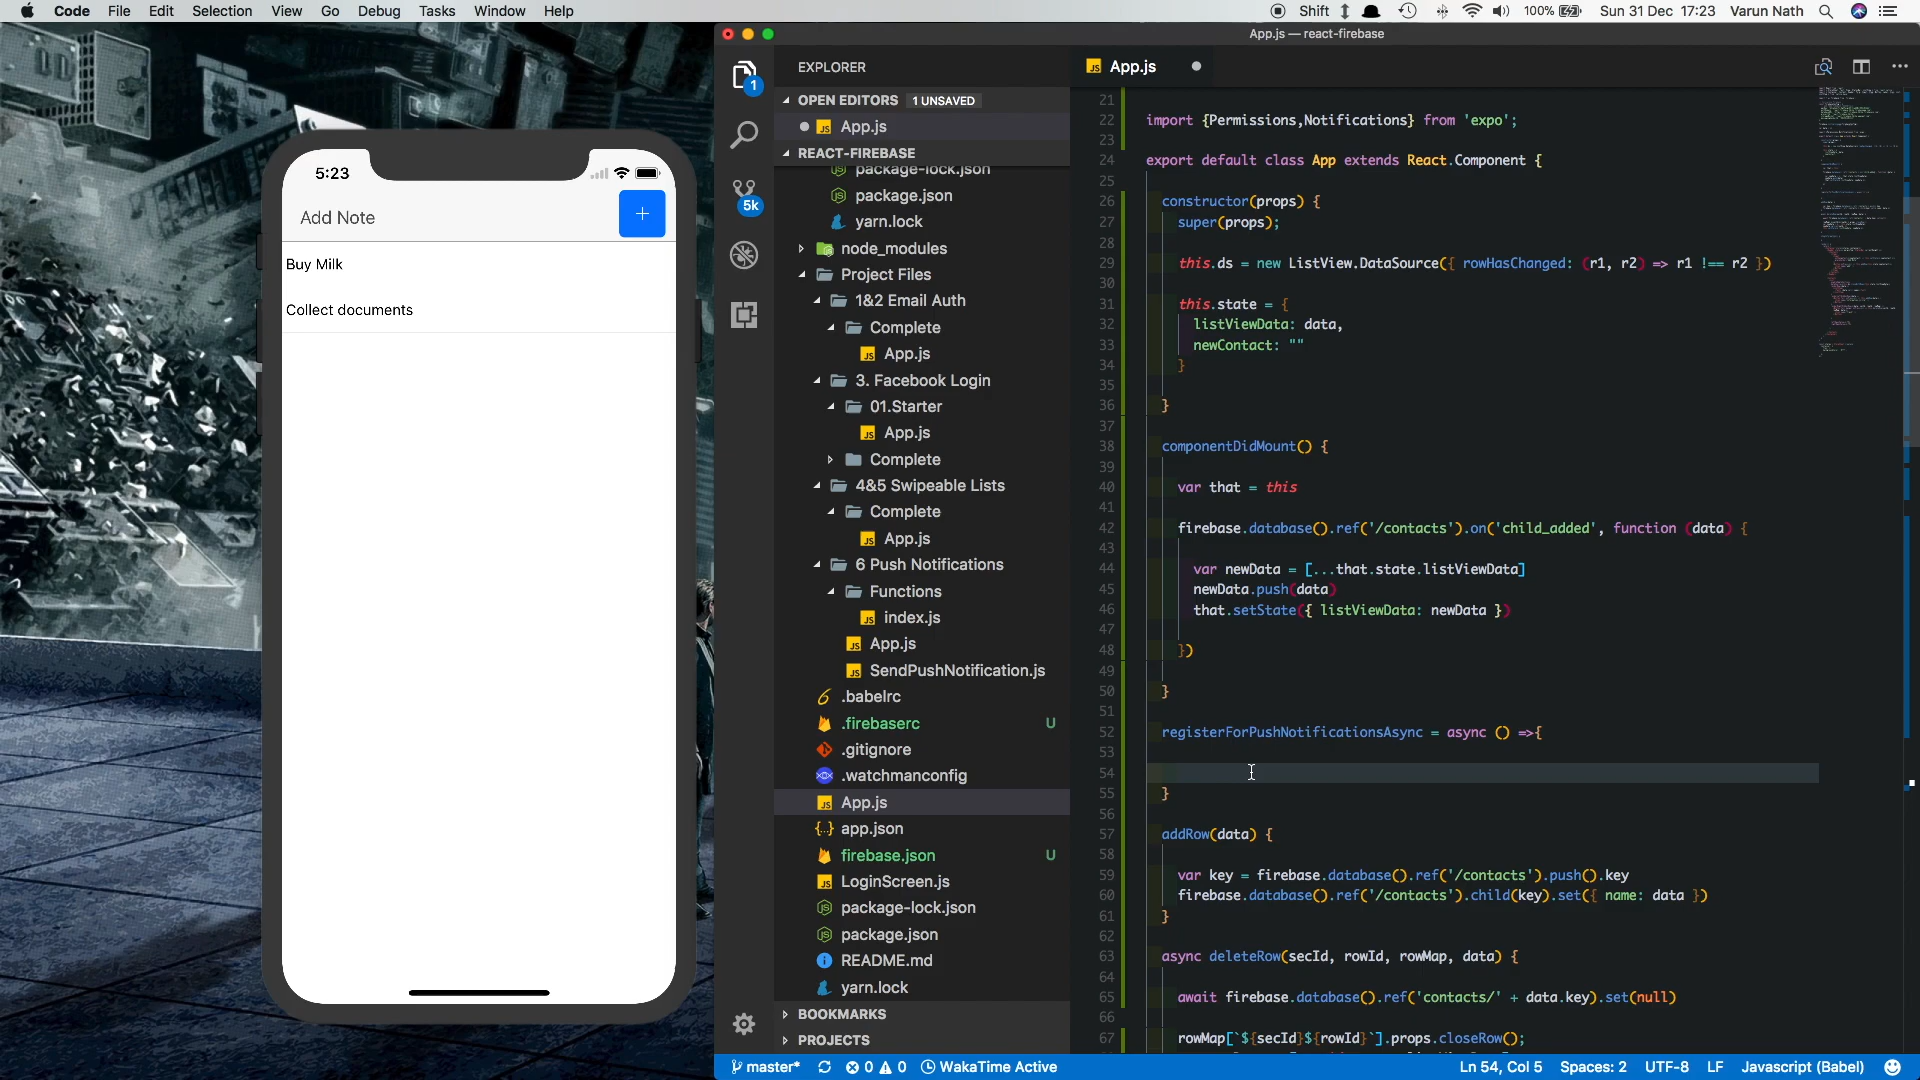 Code File Edit Selection View Go Debug Tasks Window Help
Shift 100% Sun 31 Dec 17:23 Varun Nath
App.js — react-firebase
5:23
Add Note
+
Buy Milk
Collect documents
1
5k
EXPLORER
OPEN EDITORS 1 UNSAVED
App.js
REACT-FIREBASE
package-lock.json
package.json
yarn.lock
node_modules
Project Files
1&2 Email Auth
Complete
App.js
3. Facebook Login
01.Starter
App.js
Complete
4&5 Swipeable Lists
Complete
App.js
6 Push Notifications
Functions
index.js
App.js
SendPushNotification.js
.babelrc
.firebaserc U
.gitignore
.watchmanconfig
App.js
app.json
firebase.json U
LoginScreen.js
package-lock.json
package.json
README.md
yarn.lock
BOOKMARKS
PROJECTS
App.js
21
22 import {Permissions,Notifications} from 'expo';
23
24 export default class App extends React.Component {
25
26 constructor(props) {
27 super(props);
28
29 this.ds = new ListView.DataSource({ rowHasChanged: (r1, r2) => r1 !== r2 })
30
31 this.state = {
32 listViewData: data,
33 newContact: ""
34 }
35
36 }
37
38 componentDidMount() {
39
40 var that = this
41
42 firebase.database().ref('/contacts').on('child_added', function (data) {
43
44 var newData = [...that.state.listViewData]
45 newData.push(data)
46 that.setState({ listViewData: newData })
47
48 })
49
50 }
51
52 registerForPushNotificationsAsync = async () =>{
53
54
55 }
56
57 addRow(data) {
58
59 var key = firebase.database().ref('/contacts').push().key
60 firebase.database().ref('/contacts').child(key).set({ name: data })
61 }
62
63 async deleteRow(secId, rowId, rowMap, data) {
64
65 await firebase.database().ref('contacts/' + data.key).set(null)
66
67 rowMap[`${secId}${rowId}`].props.closeRow();
master* 0 0 WakaTime Active
Ln 54, Col 5 Spaces: 2 UTF-8 LF Javascript (Babel)